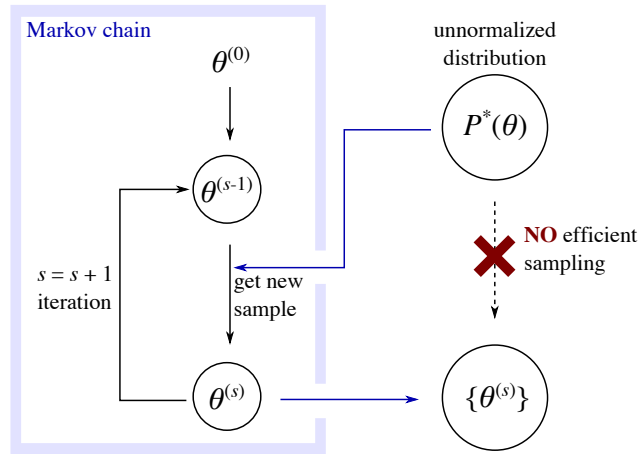 Markov chain
θ^(0)
θ^(s-1)
s = s + 1
iteration
get new
sample
θ^(s)
unnormalized
distribution
P*(θ)
NO efficient
sampling
{θ^(s)}